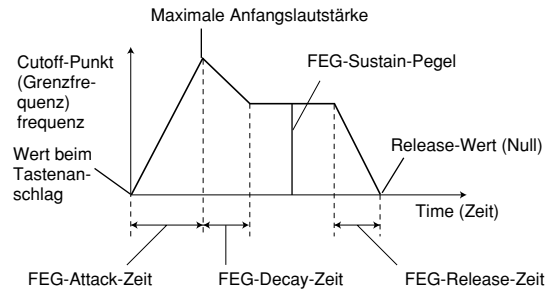 Maximale Anfangslautstärke
Cutoff-Punkt
(Grenzfre-
quenz)
frequenz
FEG-Sustain-Pegel
Wert beim
Tastenan-
schlag
Release-Wert (Null)
Time (Zeit)
FEG-Attack-Zeit
FEG-Decay-Zeit
FEG-Release-Zeit